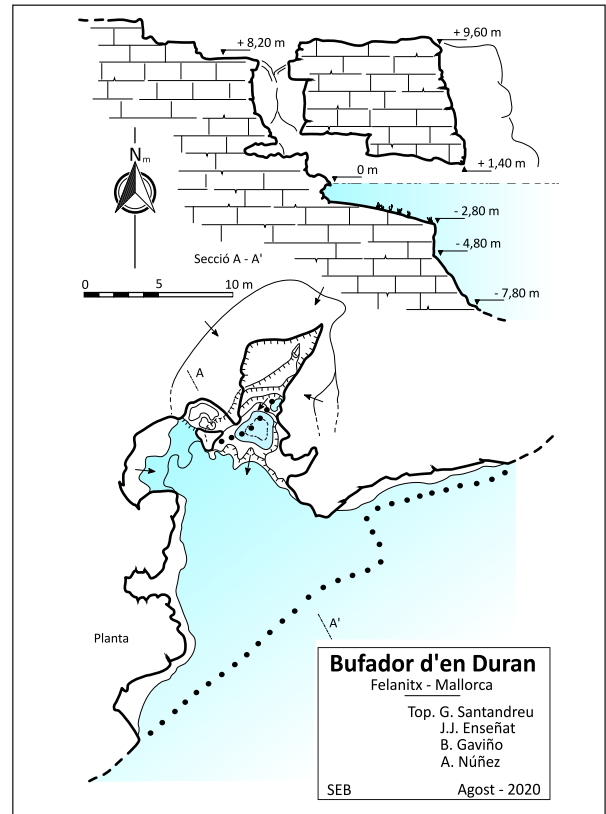 + 8,20 m
+ 9,60 m
+ 1,40 m
Nm
0 m
- 2,80 m
- 4,80 m
- 7,80 m
Secció A - A'
0 5 10 m
A
A'
Planta
Bufador d'en Duran
Felanitx - Mallorca
Top. G. Santandreu
J.J. Enseñat
B. Gaviño
A. Núñez
SEB Agost - 2020